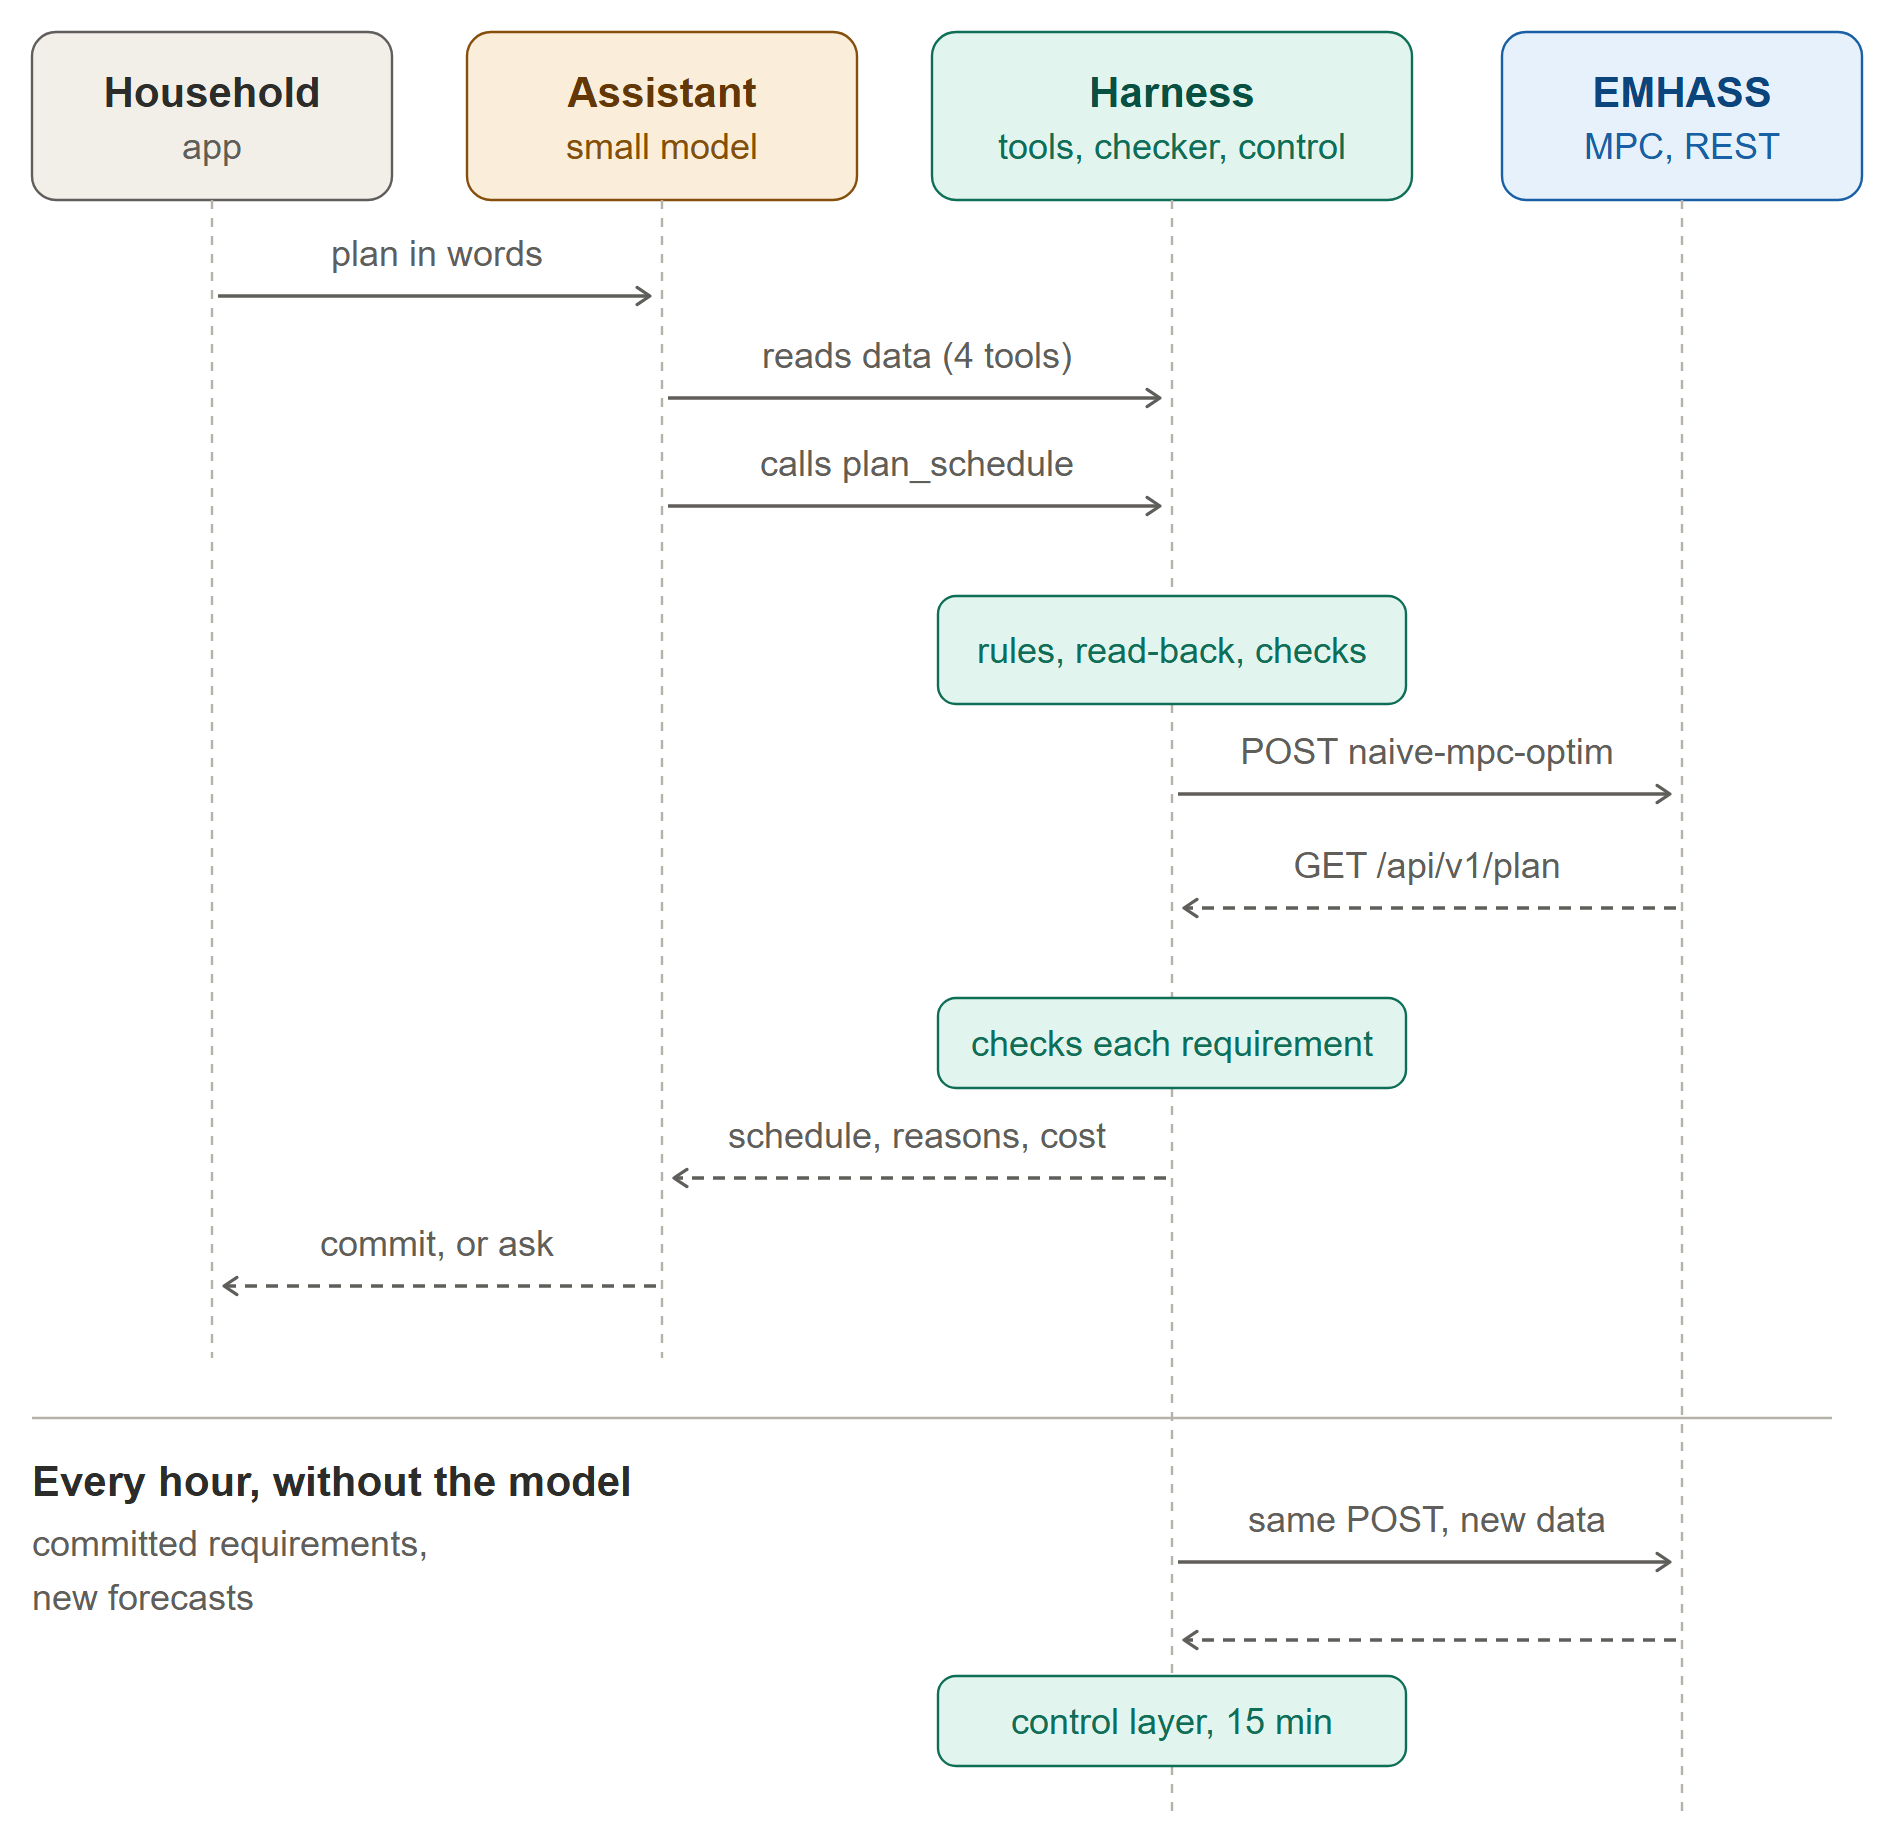 Household
app
Assistant
small model
Harness
tools, checker, control
EMHASS
MPC, REST
plan in words
reads data (4 tools)
calls plan_schedule
rules, read-back, checks
POST naive-mpc-optim
GET /api/v1/plan
checks each requirement
schedule, reasons, cost
commit, or ask
Every hour, without the model
committed requirements,
new forecasts
same POST, new data
control layer, 15 min